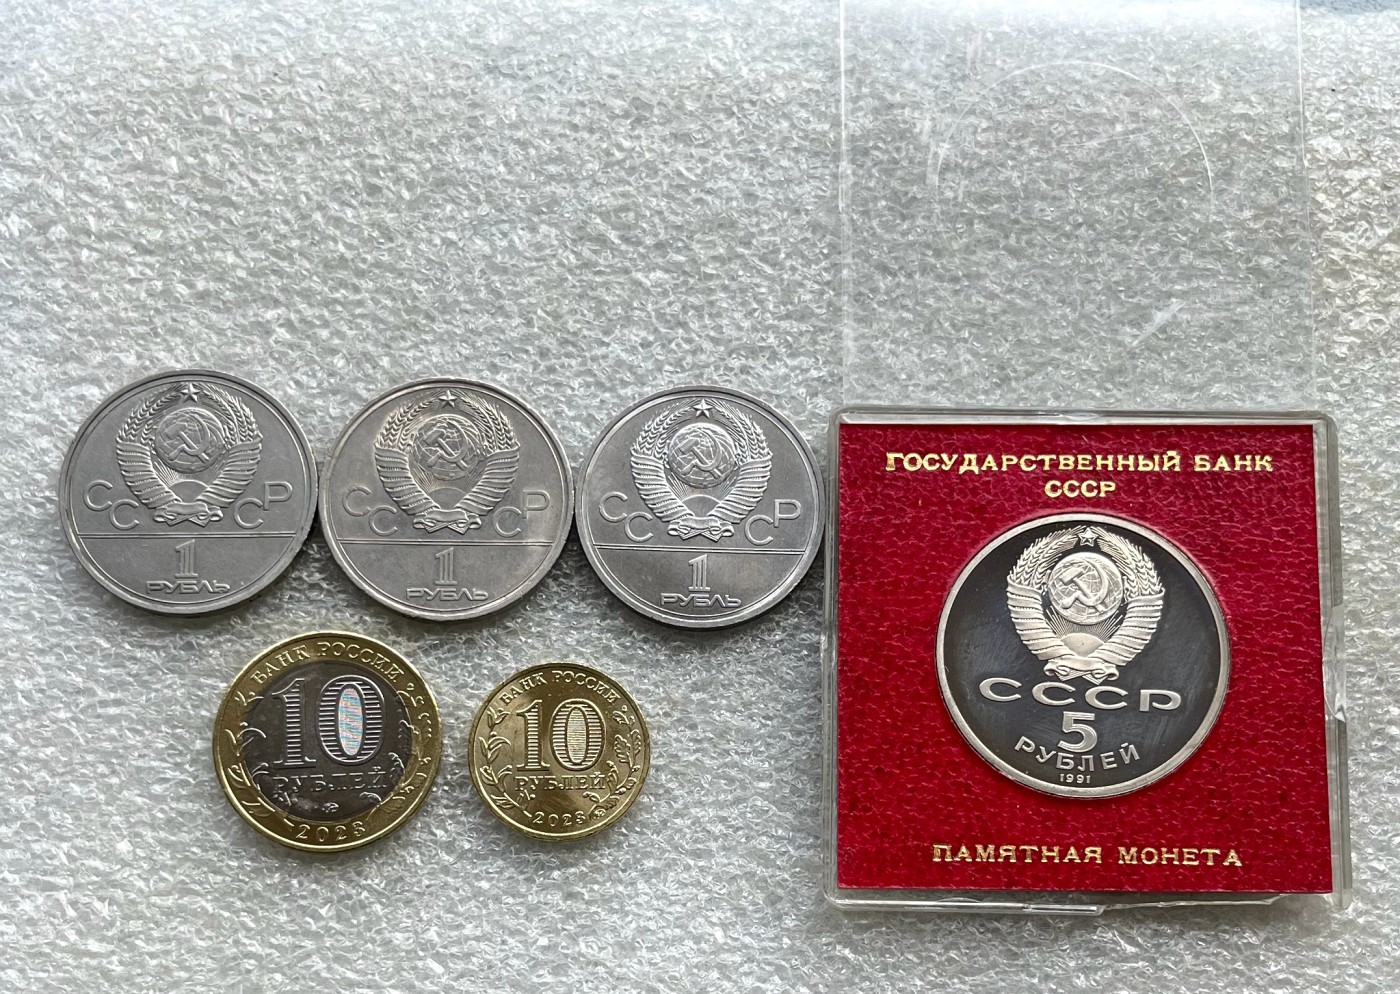 СССР
1
РУБЛЬ
СССР
1
РУБЛЬ
СССР
1
РУБЛЬ
БАНК РОССИИ
10
РУБЛЕЙ
2023
БАНК РОССИИ
10
РУБЛЕЙ
2023
ГОСУДАРСТВЕННЫЙ БАНК
СССР
СССР
5
РУБЛЕЙ
1991
ПАМЯТНАЯ МОНЕТА